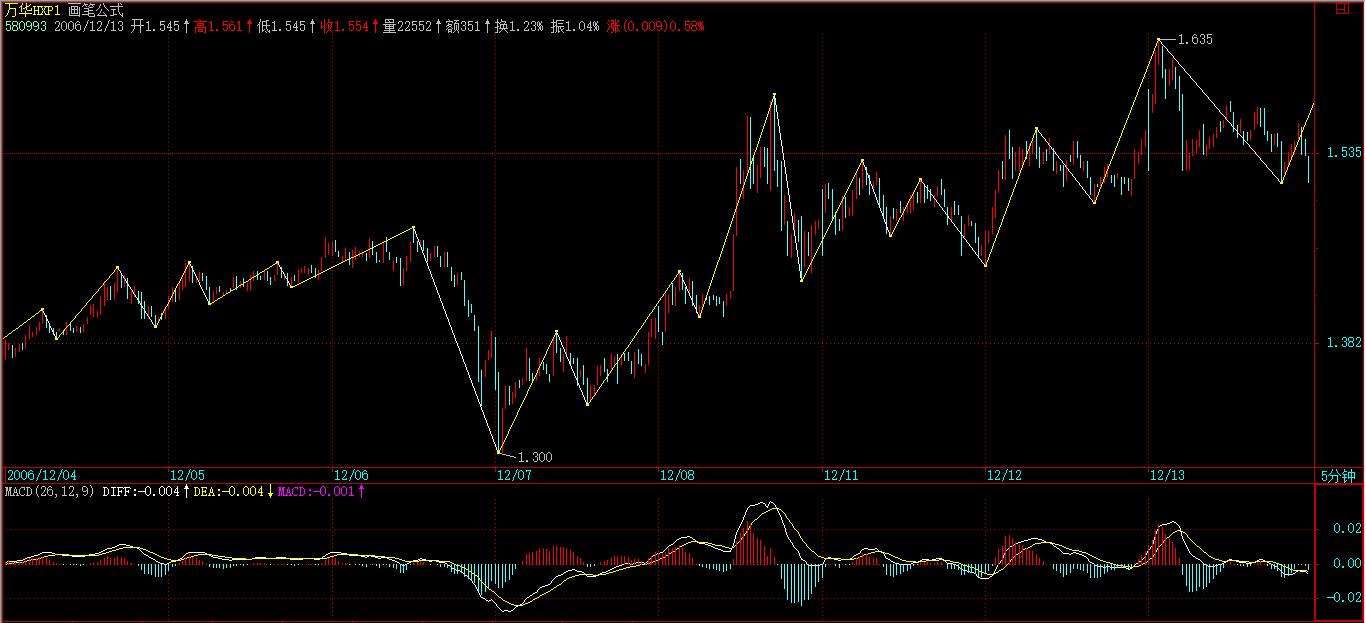 万华HXP1 画笔公式
580993 2006/12/13 开1.545↑高1.561↑低1.545↑收1.554↑量22552↑额351↑换1.23% 振1.04% 涨(0.009)0.58%
1.635
1.535
1.382
1.300
2006/12/04 12/05 12/06 12/07 12/08 12/11 12/12 12/13 5分钟
MACD(26,12,9) DIFF:-0.004↑DEA:-0.004↓MACD:-0.001↑
0.02
0.00
-0.02